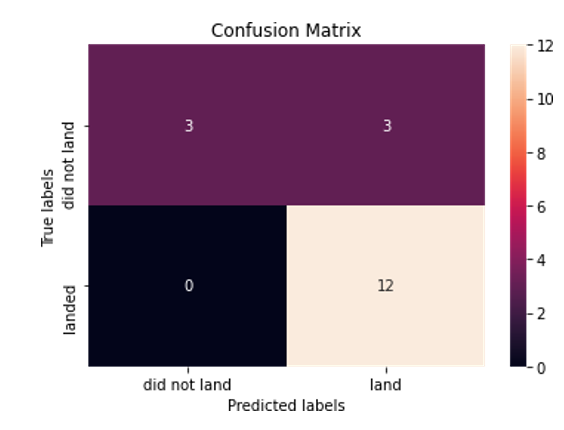 Confusion Matrix
True labels
did not land
landed
3 3
0 12
did not land land
Predicted labels
12
10
8
6
4
2
0